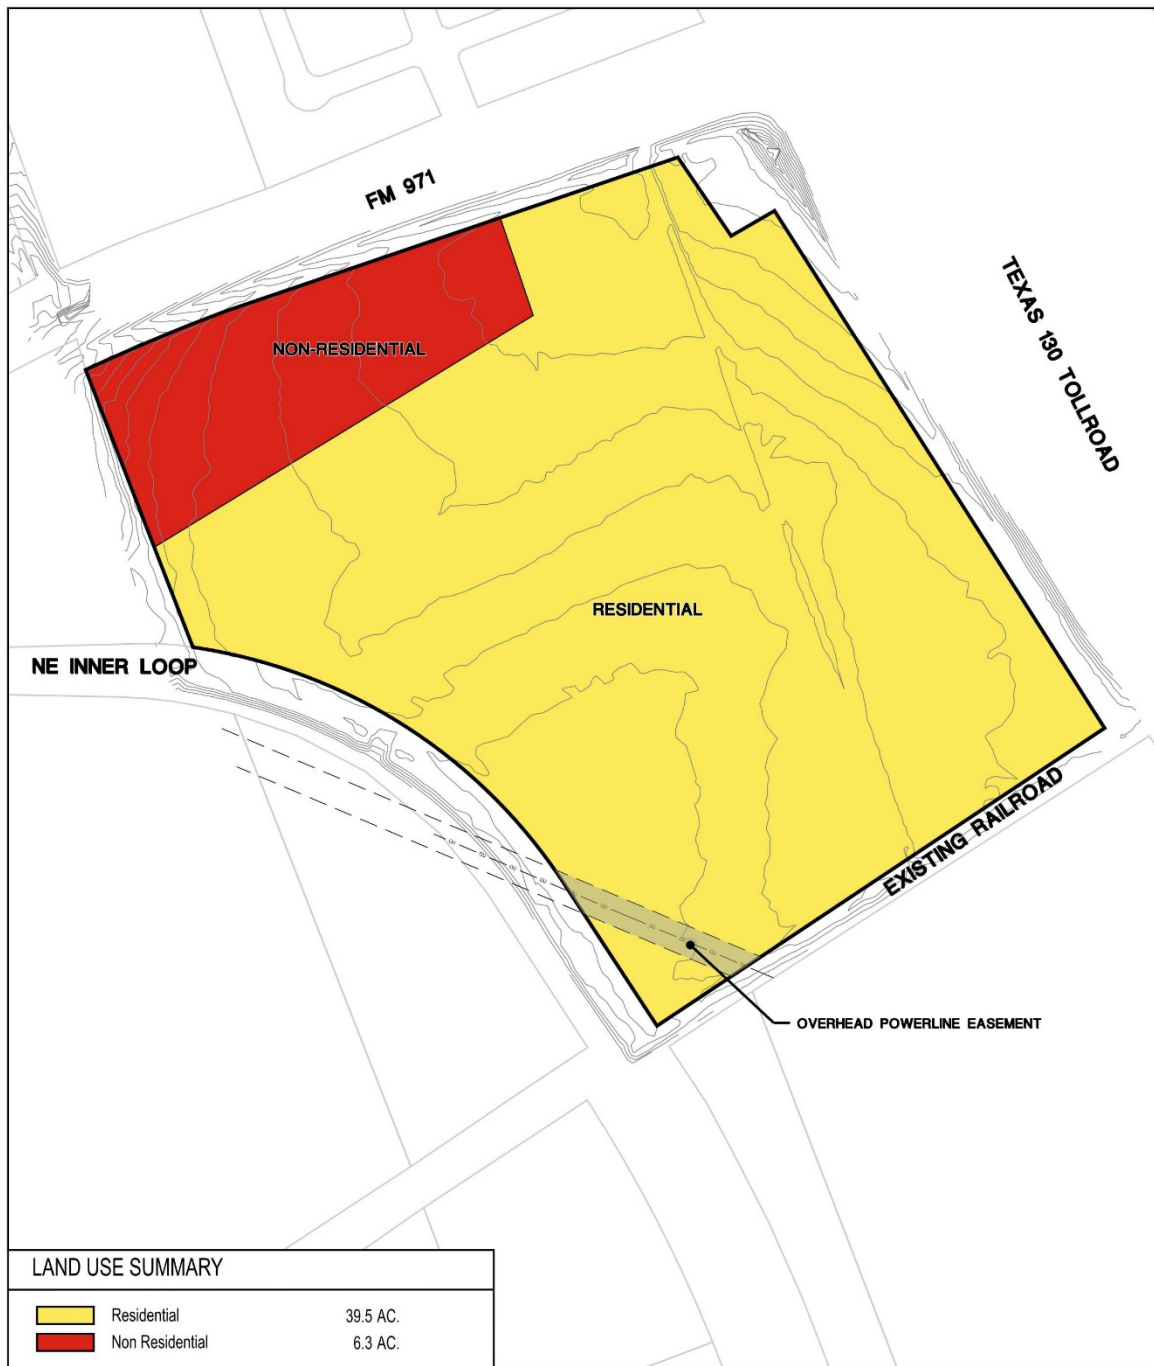 FM 971
TEXAS 130 TOLLROAD
NON-RESIDENTIAL
RESIDENTIAL
NE INNER LOOP
EXISTING RAILROAD
OVERHEAD POWERLINE EASEMENT
LAND USE SUMMARY
Residential 39.5 AC.
Non Residential 6.3 AC.